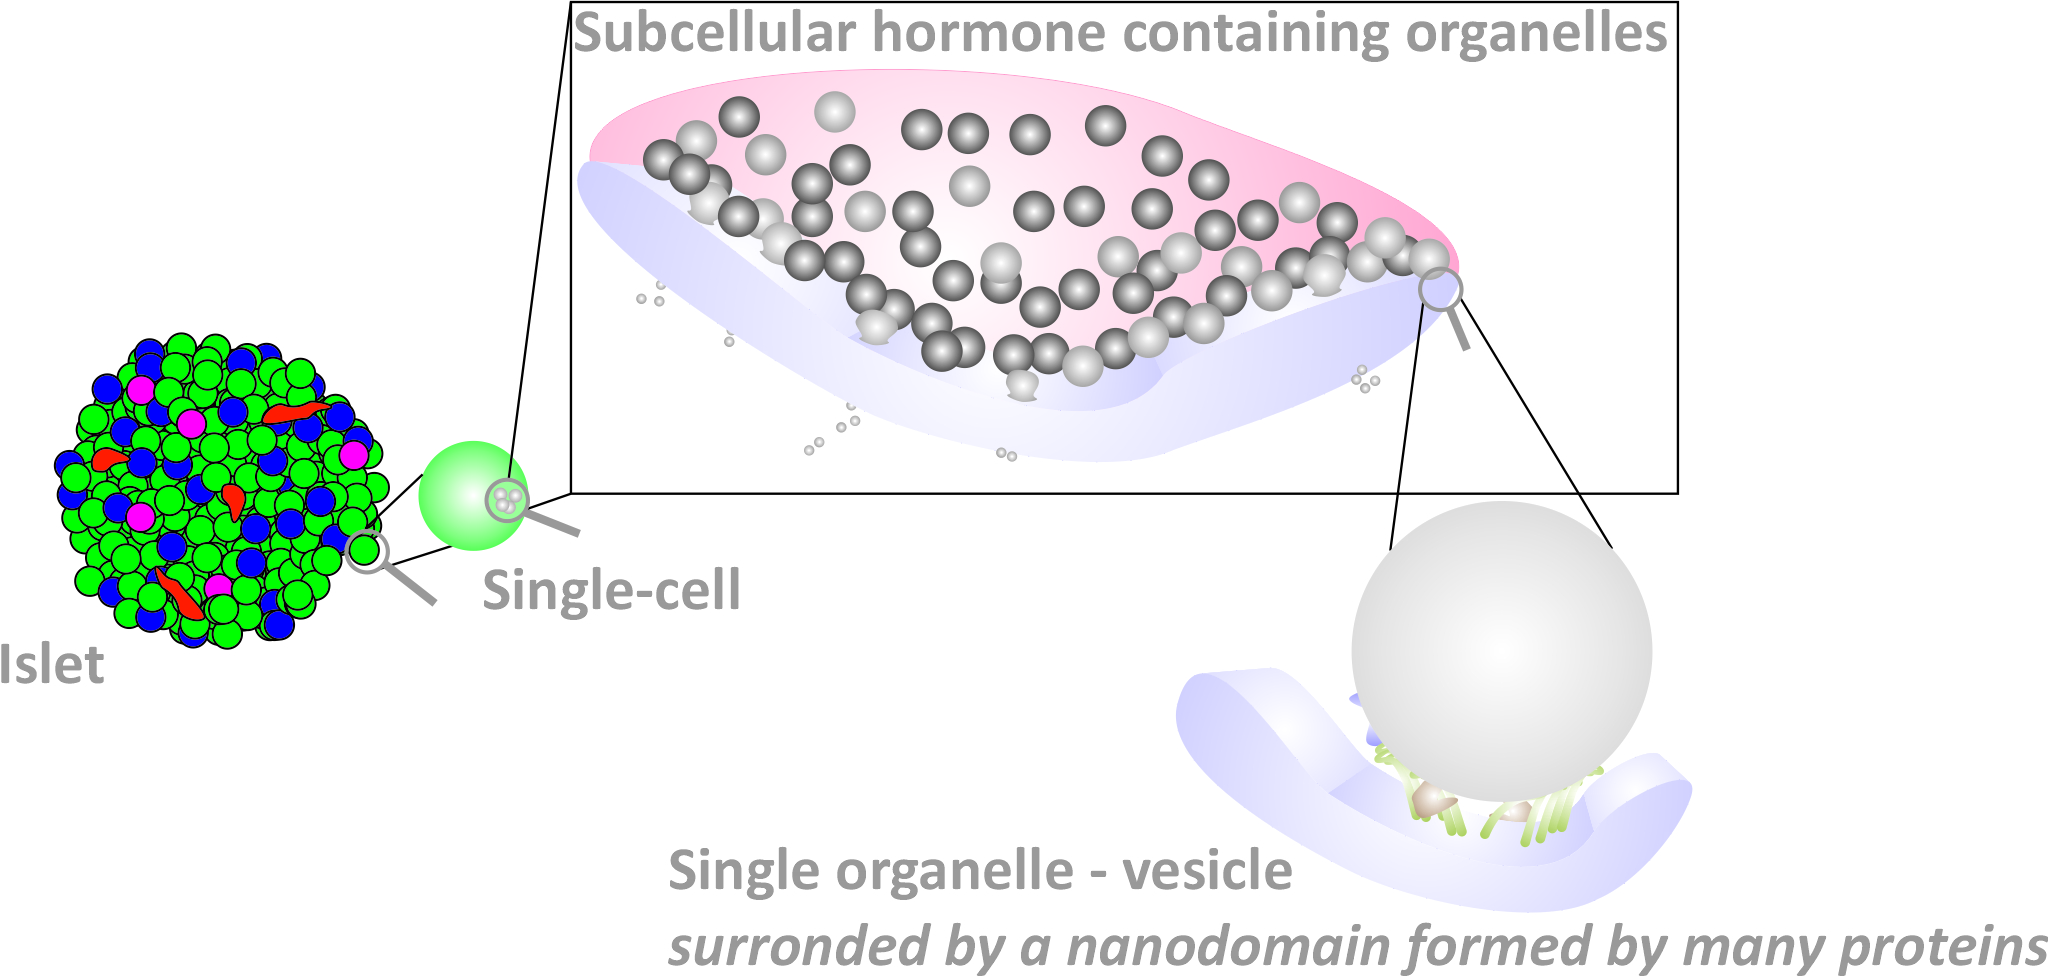 Subcellular hormone containing organelles
Single-cell
Islet
Single organelle - vesicle
surronded by a nanodomain formed by many proteins